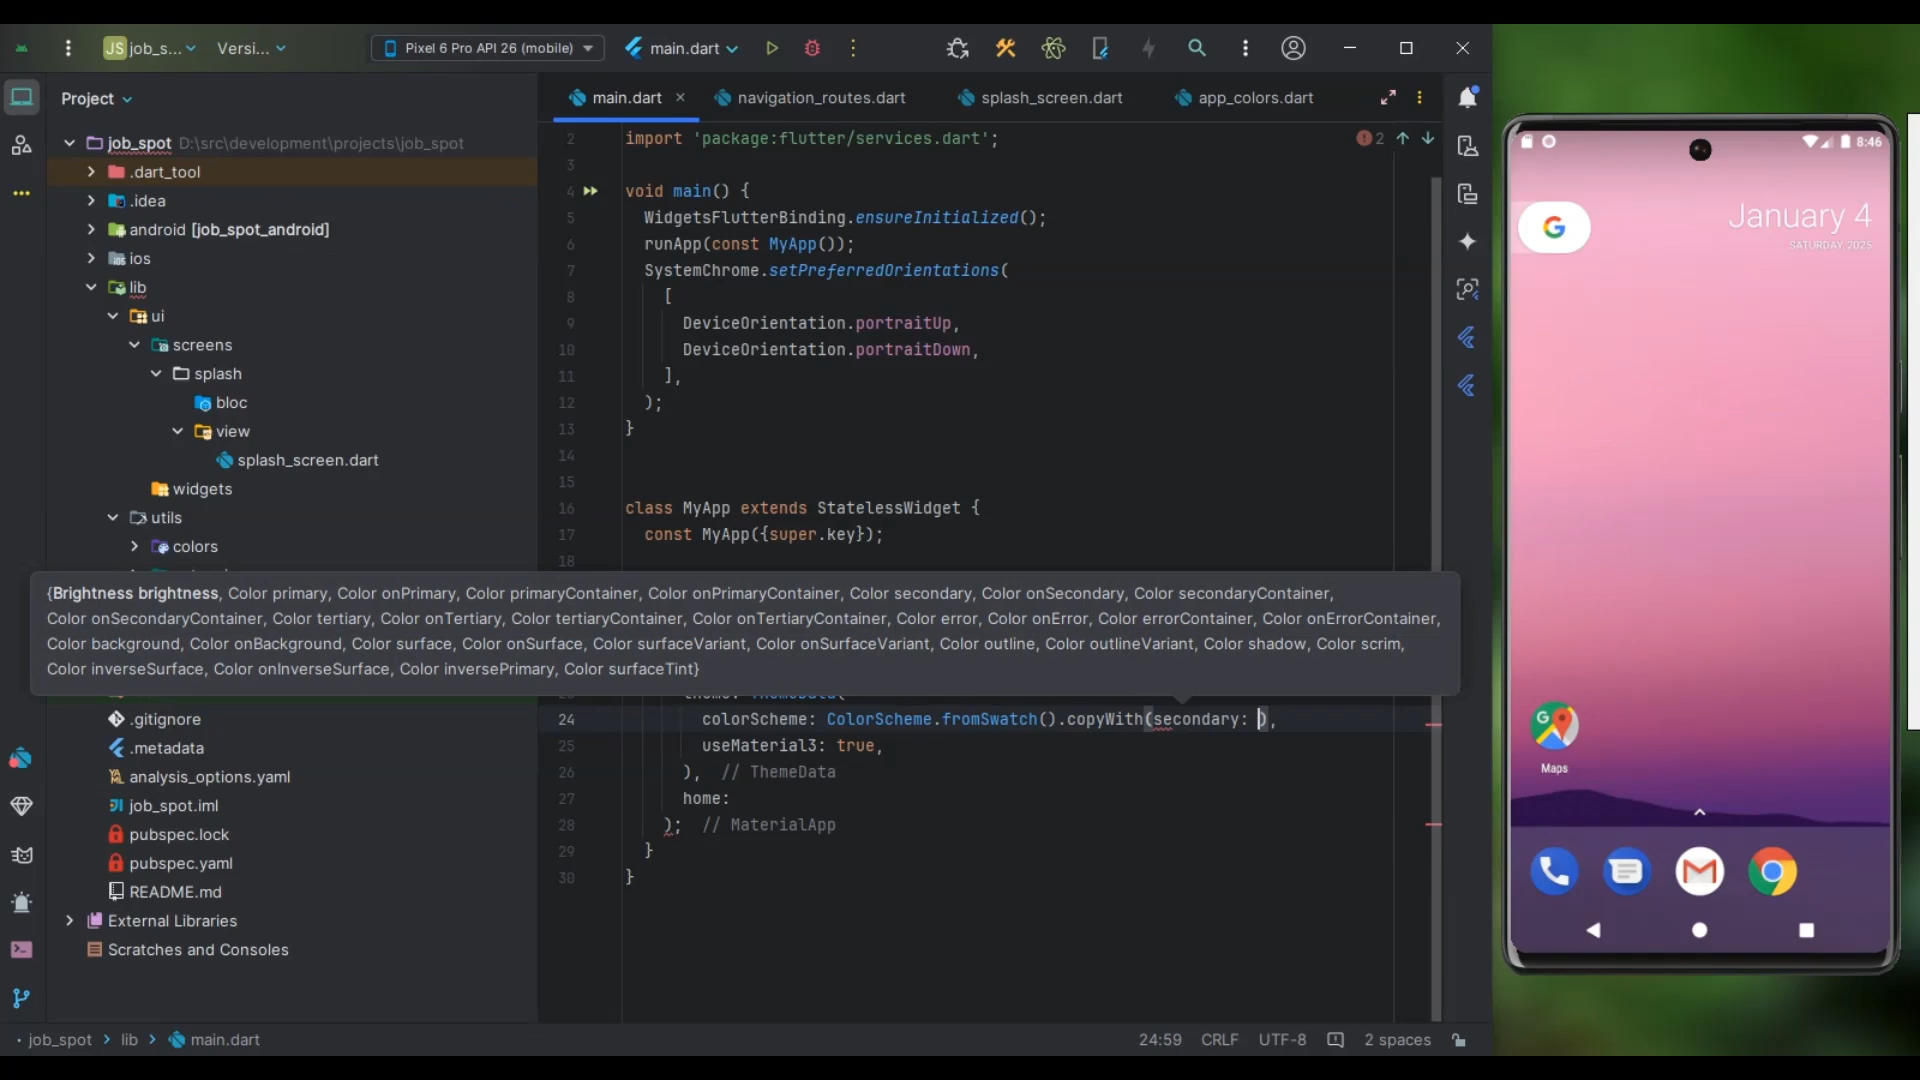 JS job_s...
Versi...
Pixel 6 Pro API 26 (mobile)
main.dart
Project
main.dart
navigation_routes.dart
splash_screen.dart
app_colors.dart
job_spot D:\src\development\projects\job_spot
.dart_tool
.idea
android [job_spot_android]
ios
lib
ui
screens
splash
bloc
view
splash_screen.dart
widgets
utils
colors
.gitignore
.metadata
analysis_options.yaml
job_spot.iml
pubspec.lock
pubspec.yaml
README.md
External Libraries
Scratches and Consoles
2 import 'package:flutter/services.dart';
2
3
4 void main() {
5 WidgetsFlutterBinding.ensureInitialized();
6 runApp(const MyApp());
7 SystemChrome.setPreferredOrientations(
8 [
9 DeviceOrientation.portraitUp,
10 DeviceOrientation.portraitDown,
11 ],
12 );
13 }
14
15
16 class MyApp extends StatelessWidget {
17 const MyApp({super.key});
18
{Brightness brightness, Color primary, Color onPrimary, Color primaryContainer, Color onPrimaryContainer, Color secondary, Color onSecondary, Color secondaryContainer,
Color onSecondaryContainer, Color tertiary, Color onTertiary, Color tertiaryContainer, Color onTertiaryContainer, Color error, Color onError, Color errorContainer, Color onErrorContainer,
Color background, Color onBackground, Color surface, Color onSurface, Color surfaceVariant, Color onSurfaceVariant, Color outline, Color outlineVariant, Color shadow, Color scrim,
Color inverseSurface, Color onInverseSurface, Color inversePrimary, Color surfaceTint}
24 colorScheme: ColorScheme.fromSwatch().copyWith(secondary: ),
25 useMaterial3: true,
26 ), // ThemeData
27 home:
28 ); // MaterialApp
29 }
30 }
job_spot > lib > main.dart
24:59 CRLF UTF-8 2 spaces
8:46
G
January 4
SATURDAY, 2025
G
Maps